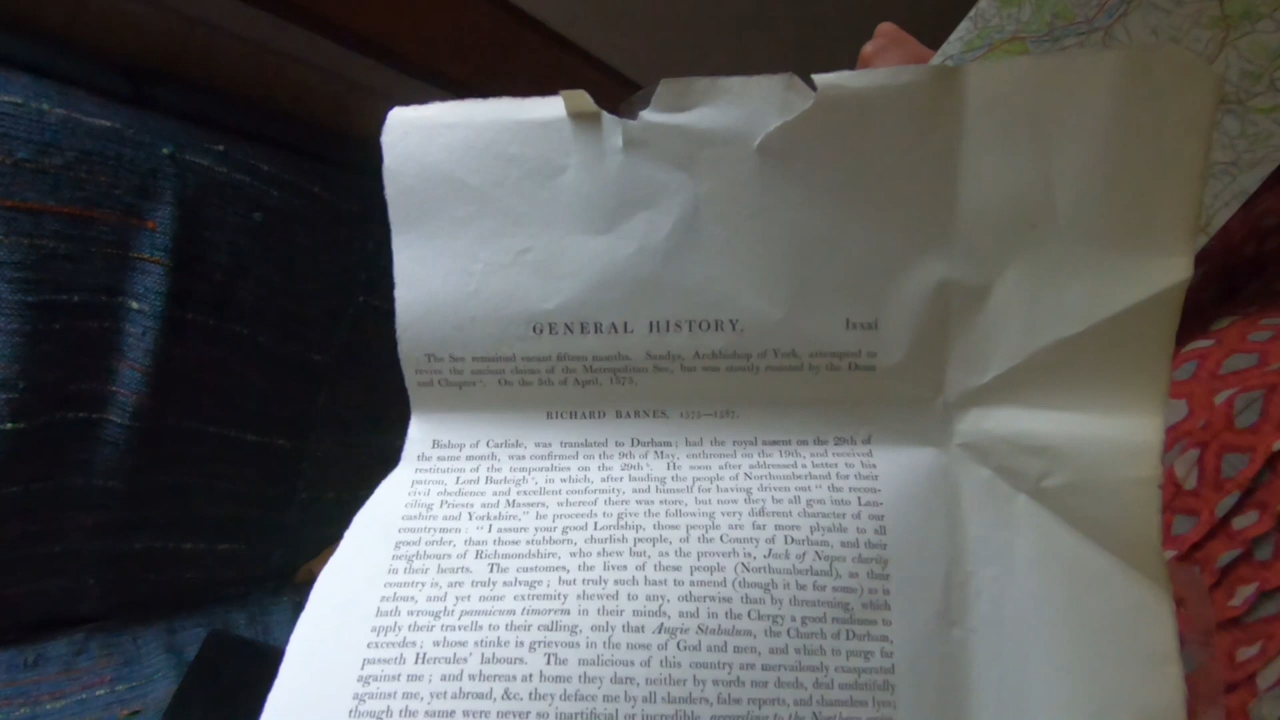 GENERAL HISTORY. lxxxi
The See remained vacant fifteen months. Sandys, Archbishop of York, attempted to
revive the ancient claims of the Metropolitan See, but was stoutly resisted by the Dean
and Chapter. On the 5th of April, 1575,
RICHARD BARNES, 1575—1587,
Bishop of Carlisle, was translated to Durham; had the royal assent on the 29th of
the same month, was confirmed on the 9th of May, enthroned on the 19th, and received
restitution of the temporalties on the 29th. He soon after addressed a letter to his
patron, Lord Burleigh, in which, after lauding the people of Northumberland for their
civil obedience and excellent conformity, and himself for having driven out "the recon-
ciling Priests and Massers, whereof there was store, but now they be all gon into Lan-
cashire and Yorkshire," he proceeds to give the following very different character of our
countrymen: "I assure your good Lordship, those people are far more plyable to all
good order, than those stubborn, churlish people, of the County of Durham, and their
neighbours of Richmondshire, who shew but, as the proverb is, Jack of Napes charity
in their hearts. The customes, the lives of these people (Northumberland), as their
country is, are truly salvage; but truly such hast to amend (though it be for some) as is
zelous, and yet none extremity shewed to any, otherwise than by threatening, which
hath wrought pannicum timorem in their minds, and in the Clergy a good readiness to
apply their travells to their calling, only that Augie Stabulum, the Church of Durham,
exceedes; whose stinke is grievous in the nose of God and men, and which to purge far
passeth Hercules' labours. The malicious of this country are mervailously exasperated
against me; and whereas at home they dare, neither by words nor deeds, deal undutifully
against me, yet abroad, &c. they deface me by all slanders, false reports, and shameless lyes;
though the same were never so inartificial or incredible, according to the Northern